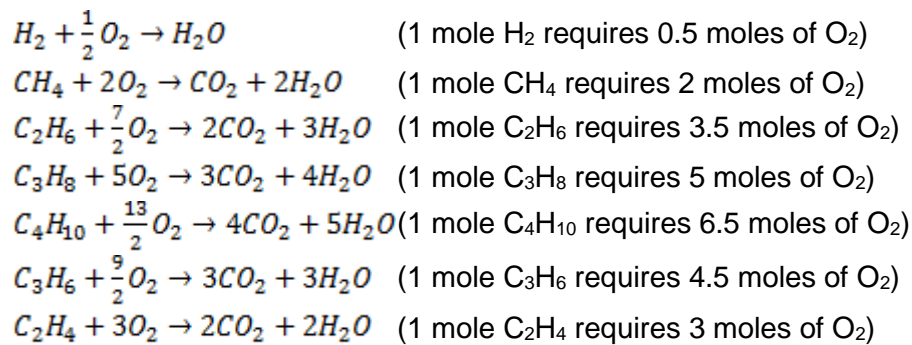 H₂ + 1/2 O₂ → H₂O (1 mole H₂ requires 0.5 moles of O₂)
CH₄ + 2O₂ → CO₂ + 2H₂O (1 mole CH₄ requires 2 moles of O₂)
C₂H₆ + 7/2 O₂ → 2CO₂ + 3H₂O (1 mole C₂H₆ requires 3.5 moles of O₂)
C₃H₈ + 5O₂ → 3CO₂ + 4H₂O (1 mole C₃H₈ requires 5 moles of O₂)
C₄H₁₀ + 13/2 O₂ → 4CO₂ + 5H₂O (1 mole C₄H₁₀ requires 6.5 moles of O₂)
C₃H₆ + 9/2 O₂ → 3CO₂ + 3H₂O (1 mole C₃H₆ requires 4.5 moles of O₂)
C₂H₄ + 3O₂ → 2CO₂ + 2H₂O (1 mole C₂H₄ requires 3 moles of O₂)